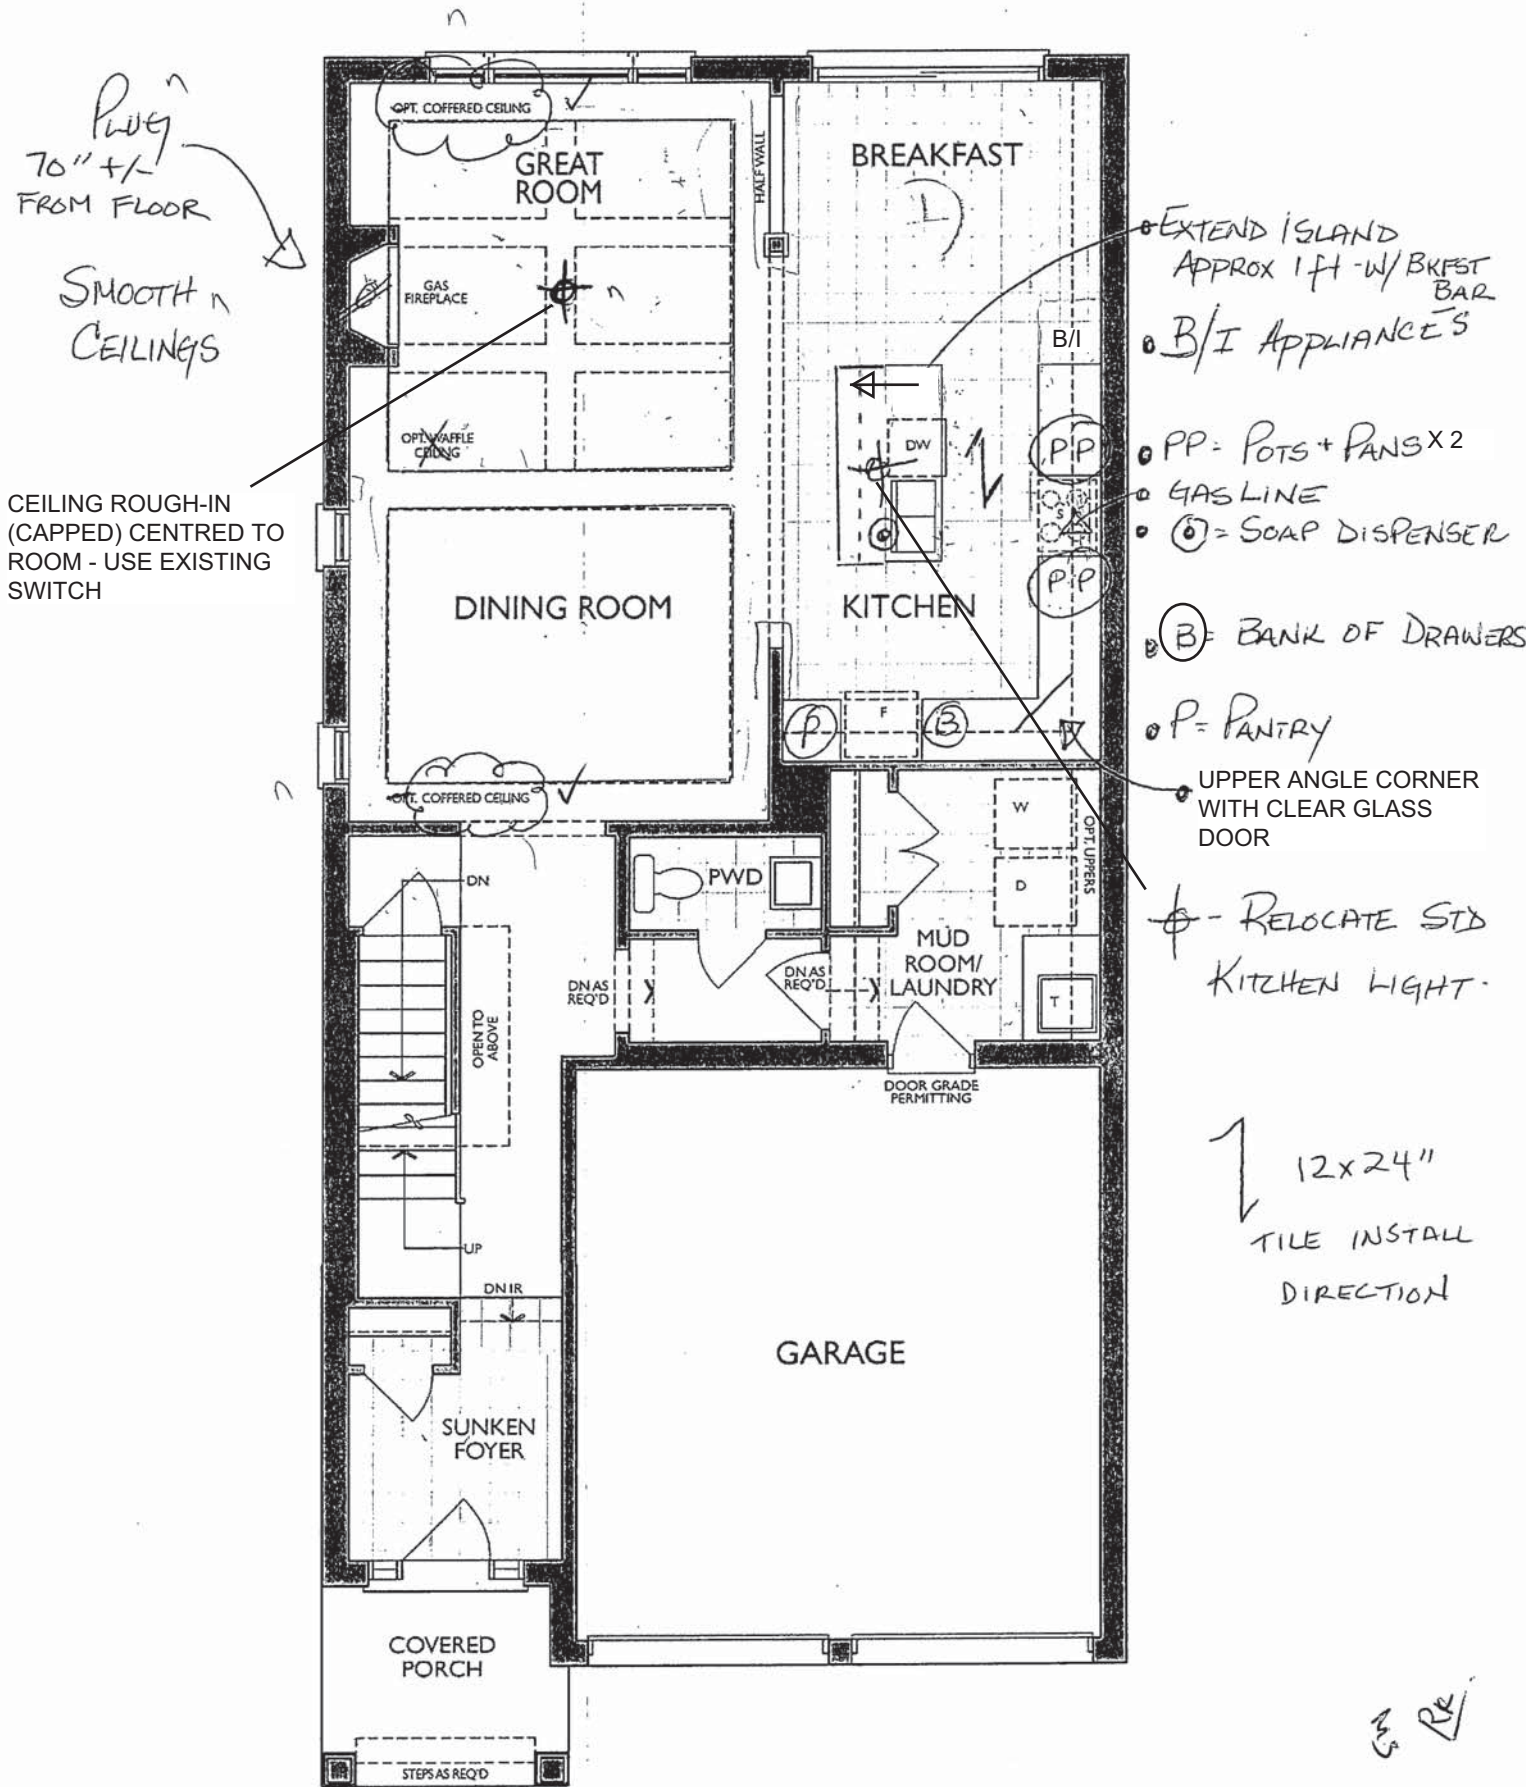 n
PLUG n
70" +/-
FROM FLOOR
SMOOTH n
CEILINGS
OPT. COFFERED CEILING ✓
GREAT
ROOM
HALF WALL
BREAKFAST
L
GAS
FIREPLACE
n
OPT. WAFFLE
CEILING
CEILING ROUGH-IN
(CAPPED) CENTRED TO
ROOM - USE EXISTING
SWITCH
EXTEND ISLAND
APPROX 1 ft - W/ BKFST
BAR
B/I
B/I APPLIANCES
DW
PP
PP = POTS + PANS X 2
GAS LINE
S
= SOAP DISPENSER
PP
DINING ROOM
KITCHEN
B = BANK OF DRAWERS
P
F
B
P = PANTRY
UPPER ANGLE CORNER
WITH CLEAR GLASS
DOOR
n
OPT. COFFERED CEILING ✓
W
D
OPT. UPPERS
DN
PWD
- RELOCATE STD
KITCHEN LIGHT.
MUD
ROOM/
LAUNDRY
DN AS
REQ'D
DN AS
REQ'D
T
OPEN TO
ABOVE
DOOR GRADE
PERMITTING
12x24"
TILE INSTALL
DIRECTION
UP
DN 1R
GARAGE
SUNKEN
FOYER
COVERED
PORCH
STEPS AS REQ'D
RK